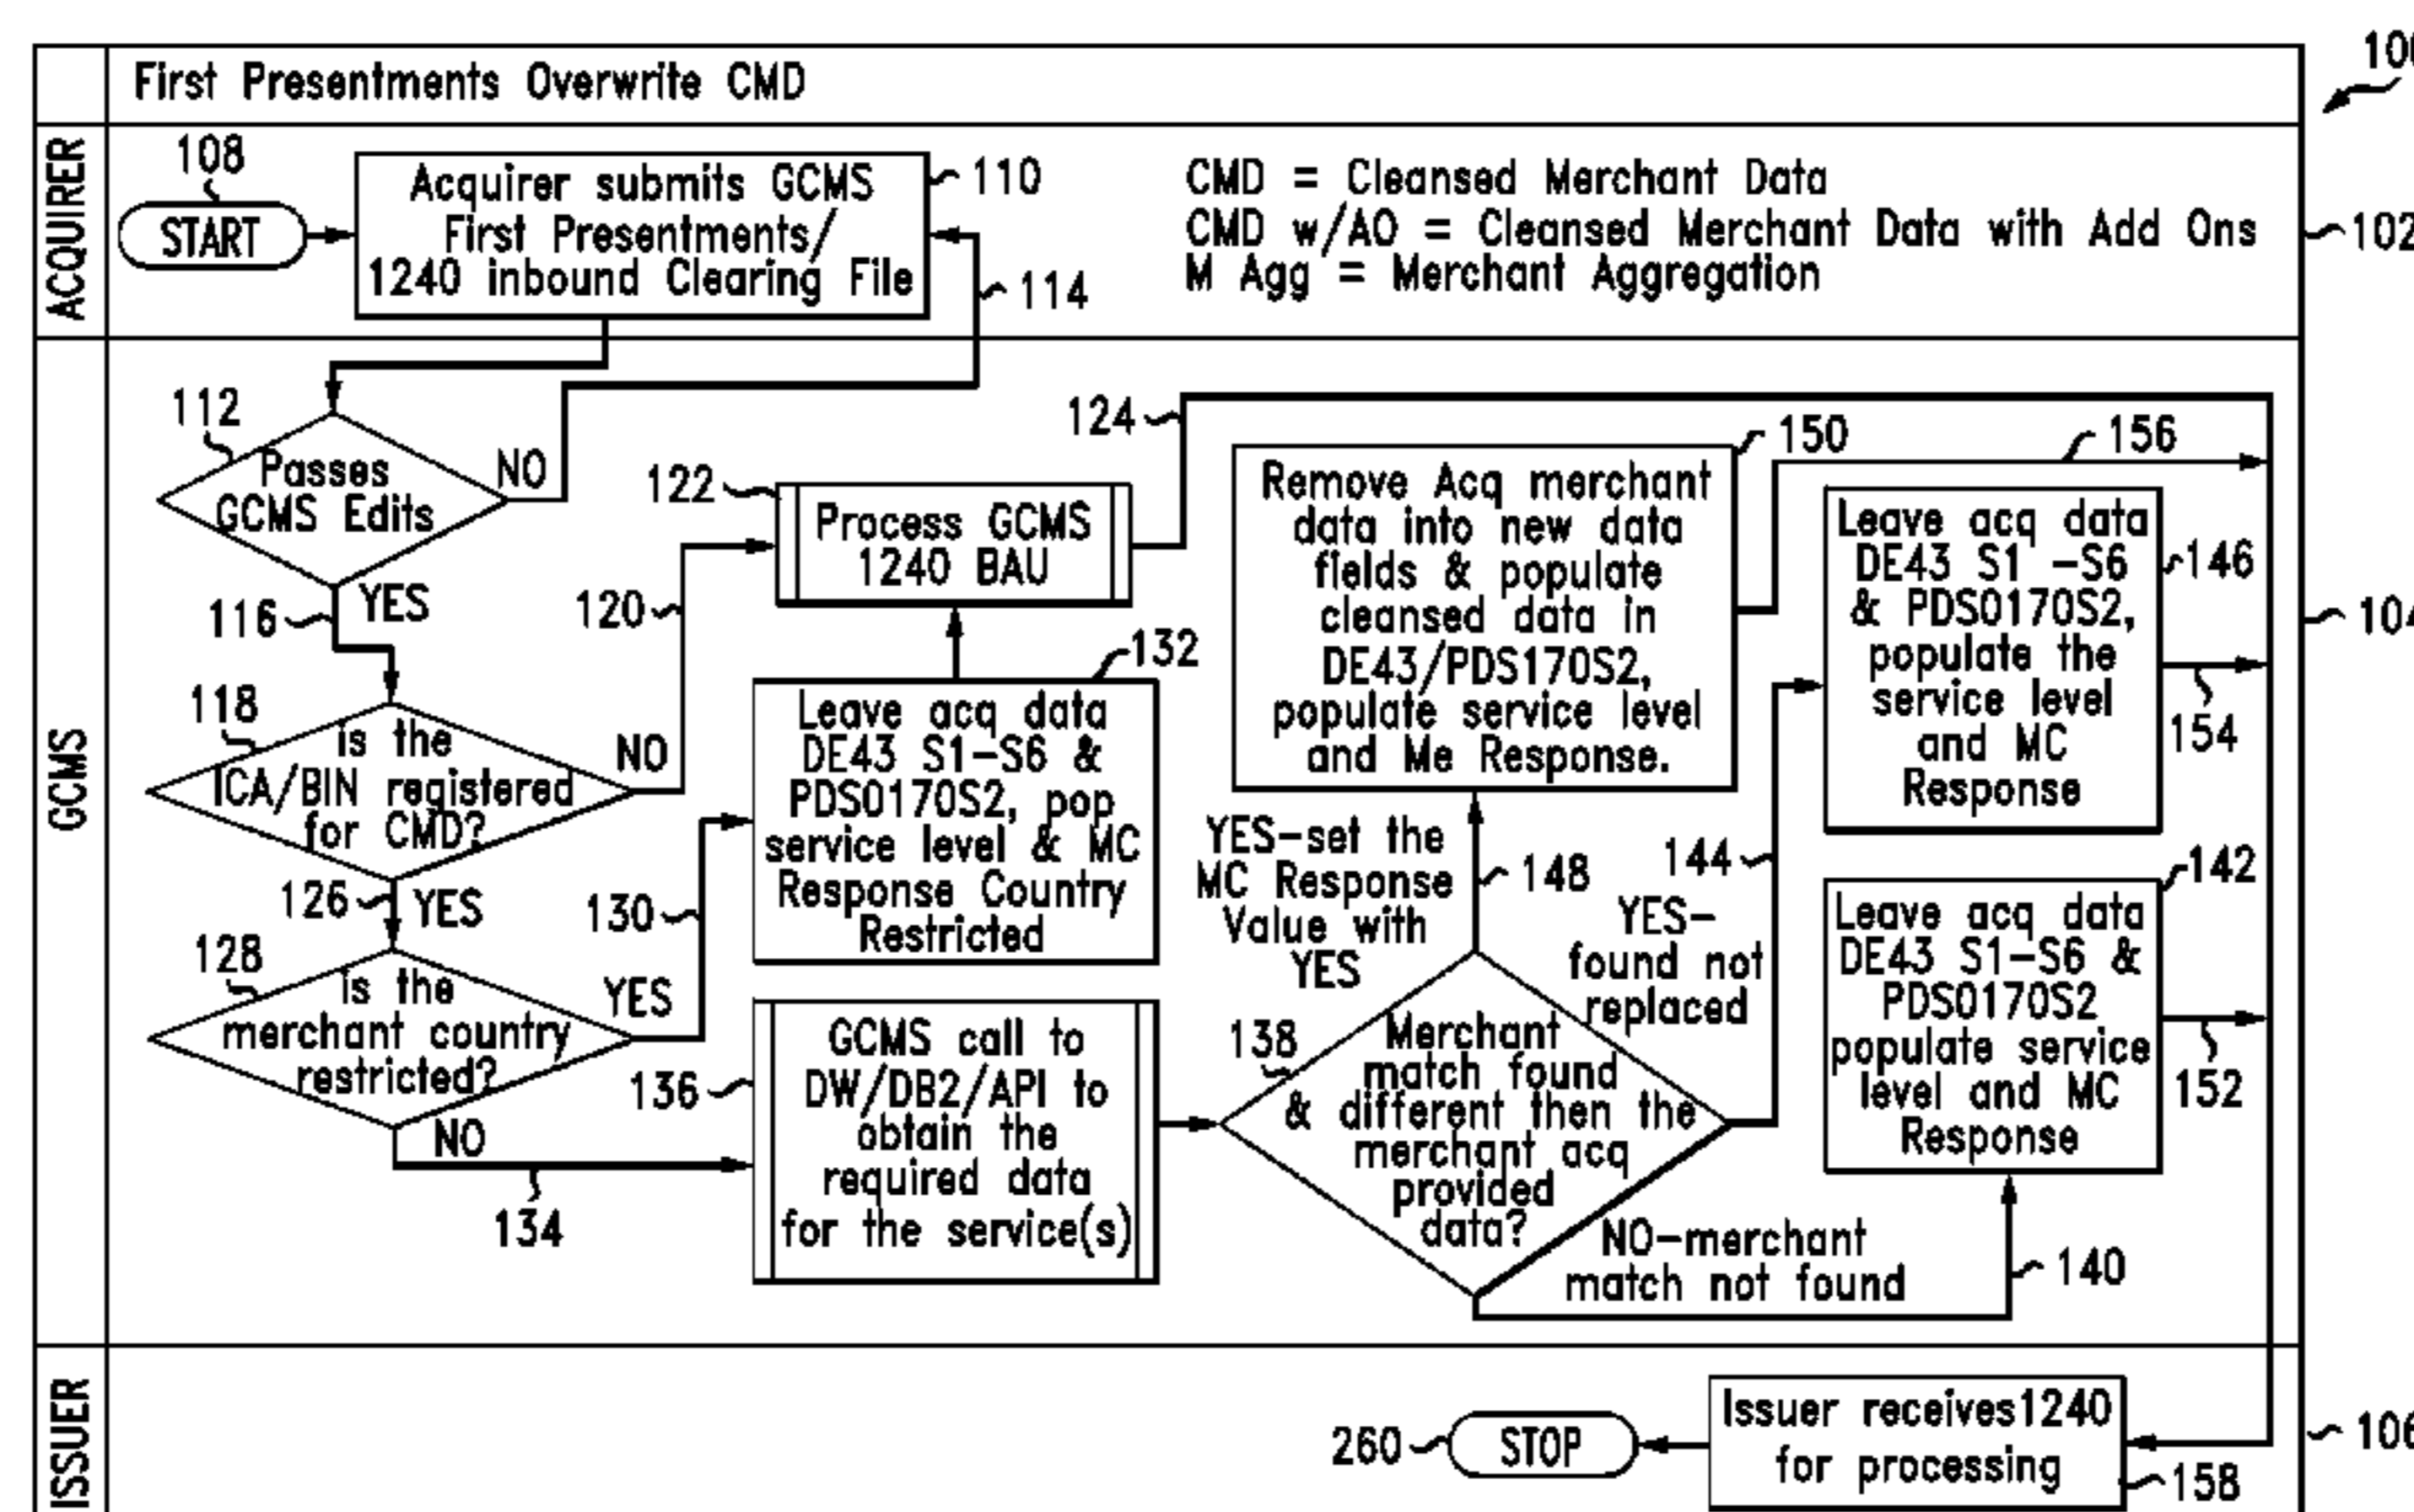 First Presentments Overwrite CMD
100
ACQUIRER
108
START
Acquirer submits GCMS
First Presentments/
1240 inbound Clearing File
110
114
CMD = Cleansed Merchant Data
CMD w/AO = Cleansed Merchant Data with Add Ons
M Agg = Merchant Aggregation
102
GCMS
104
112
Passes
GCMS Edits
NO
YES
116
118
is the
ICA/BIN registered
for CMD?
NO
120
122
Process GCMS
1240 BAU
124
126
YES
128
is the
merchant country
restricted?
YES
130
132
Leave acq data
DE43 S1-S6 &
PDS0170S2, pop
service level & MC
Response Country
Restricted
NO
134
136
GCMS call to
DW/DB2/API to
obtain the
required data
for the service(s)
138
Merchant
match found
& different then the
merchant acq
provided
data?
YES-set the
MC Response
Value with
YES
148
150
Remove Acq merchant
data into new data
fields & populate
cleansed data in
DE43/PDS170S2,
populate service level
and Me Response.
156
YES-
found not
replaced
144
146
Leave acq data
DE43 S1 -S6
& PDS0170S2,
populate the
service level
and MC
Response
154
NO-merchant
match not found
140
142
Leave acq data
DE43 S1-S6 &
PDS0170S2
populate service
level and MC
Response
152
ISSUER
106
Issuer receives1240
for processing
158
260
STOP